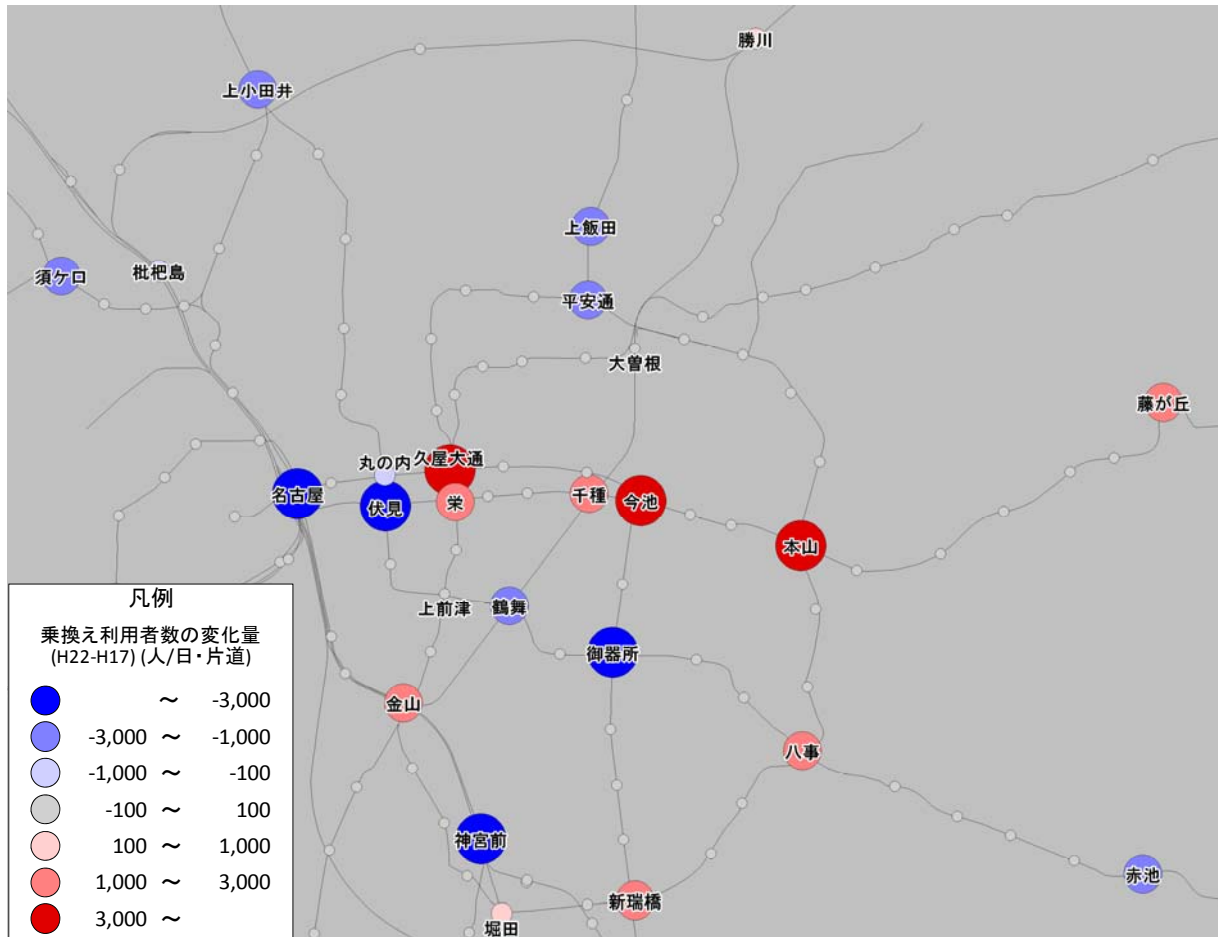 勝川
上小田井
上飯田
須ケ口
枇杷島
平安通
大曽根
藤が丘
丸の内
久屋大通
名古屋
伏見
栄
千種
今池
本山
上前津
鶴舞
御器所
金山
八事
神宮前
赤池
新瑞橋
堀田
凡例
乗換え利用者数の変化量
(H22-H17) (人/日・片道)
～ -3,000
-3,000 ～ -1,000
-1,000 ～ -100
-100 ～ 100
100 ～ 1,000
1,000 ～ 3,000
3,000 ～